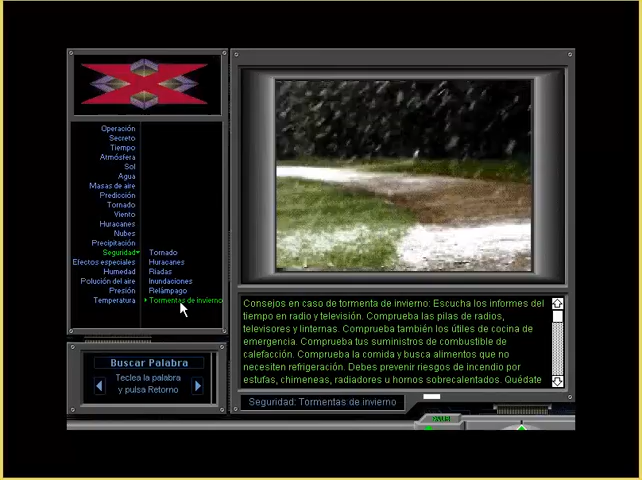 Operación
Secreto
Tiempo
Atmósfera
Sol
Agua
Masas de aire
Predicción
Tornado
Viento
Huracanes
Nubes
Precipitación
Seguridad
Efectos especiales
Humedad
Polución del aire
Presión
Temperatura
Tornado
Huracanes
Riadas
Inundaciones
Relámpago
Tormentas de invierno
Buscar Palabra
Teclea la palabra
y pulsa Retorno
Consejos en caso de tormenta de invierno: Escucha los informes del
tiempo en radio y televisión. Comprueba las pilas de radios,
televisores y linternas. Comprueba también los útiles de cocina de
emergencia. Comprueba tus suministros de combustible de
calefacción. Comprueba la comida y busca alimentos que no
necesiten refrigeración. Debes prevenir riesgos de incendio por
estufas, chimeneas, radiadores u hornos sobrecalentados. Quédate
Seguridad: Tormentas de invierno